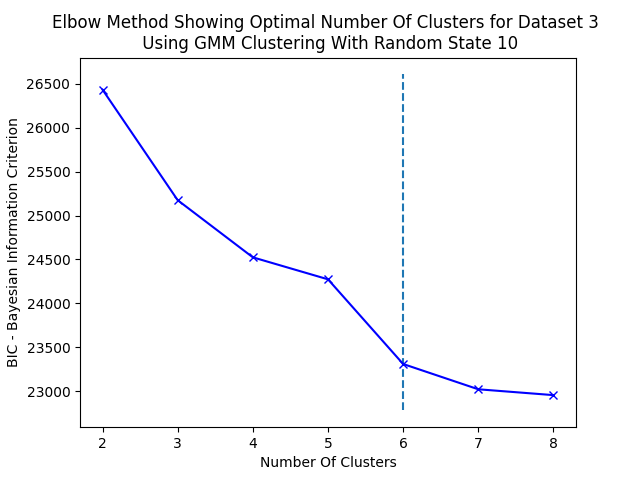 Elbow Method Showing Optimal Number Of Clusters for Dataset 3
Using GMM Clustering With Random State 10
BIC - Bayesian Information Criterion
26500
26000
25500
25000
24500
24000
23500
23000
2 3 4 5 6 7 8
Number Of Clusters